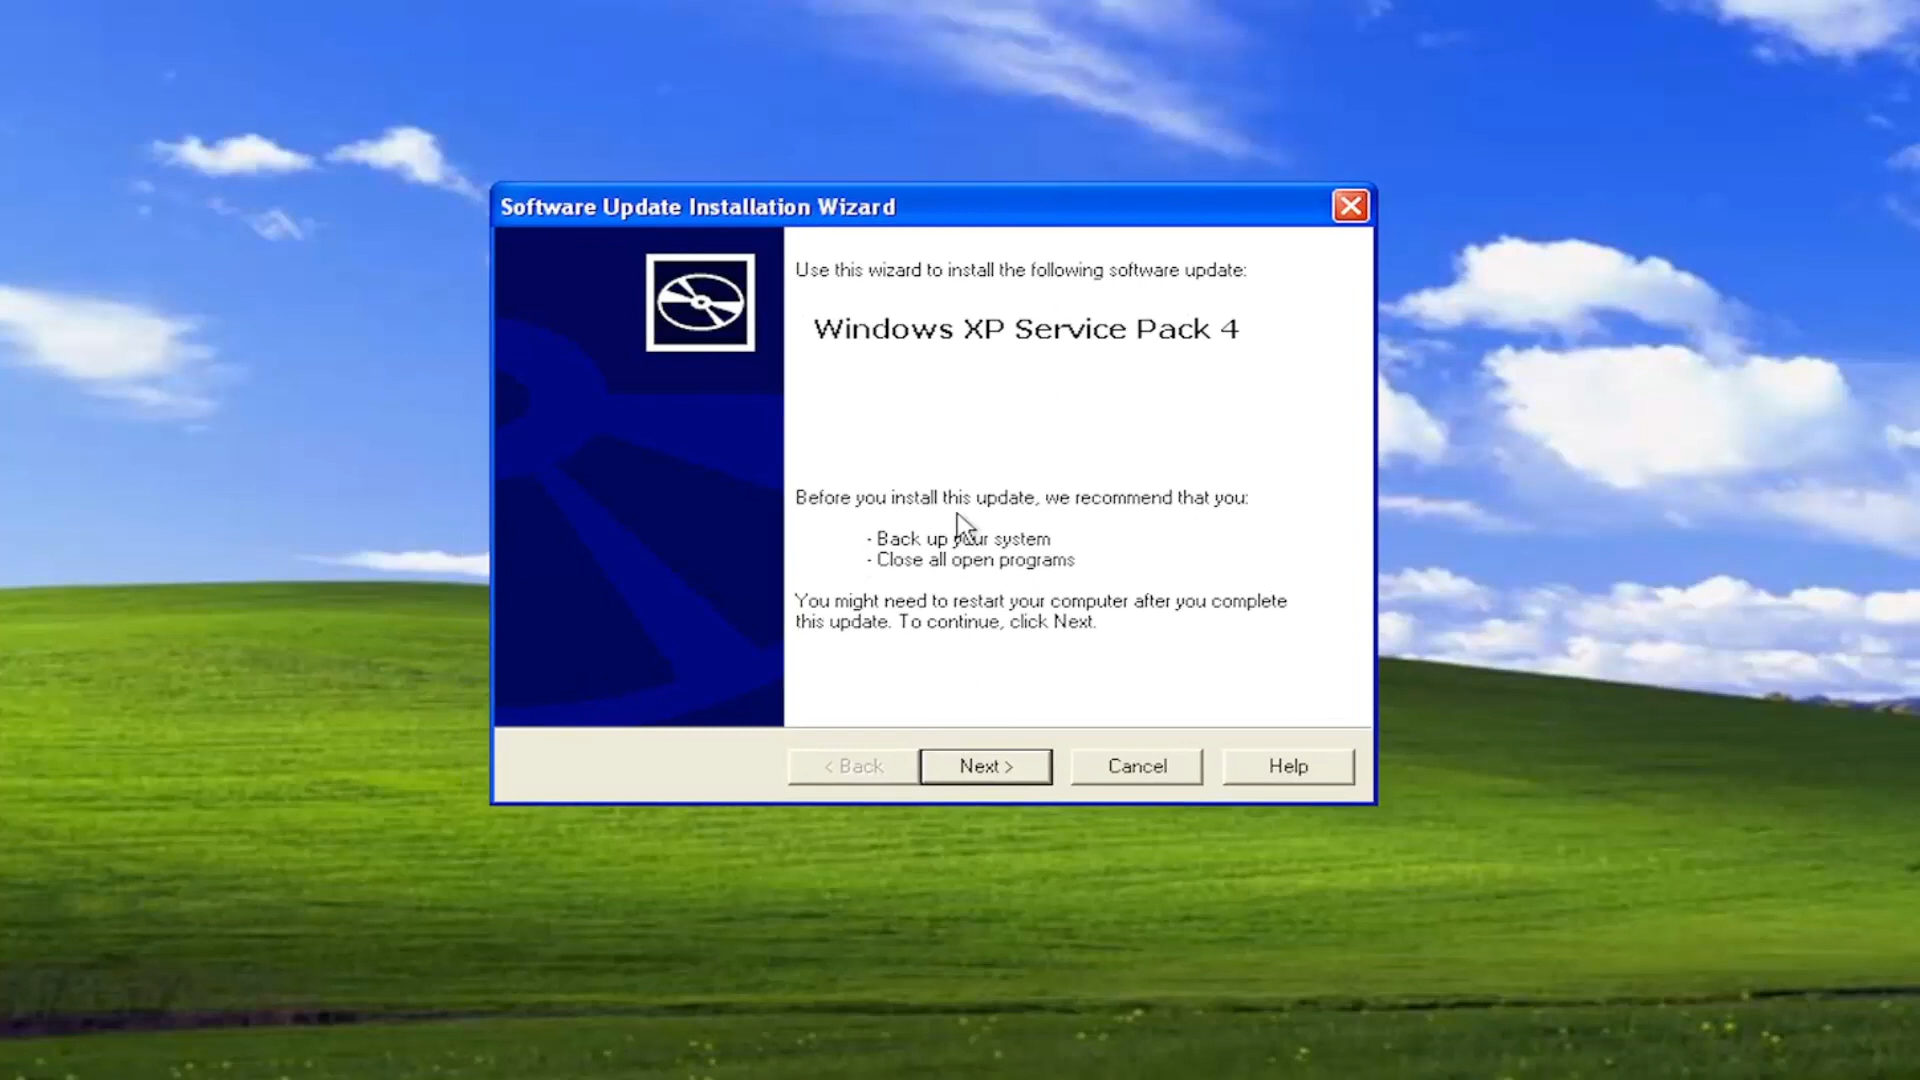 Software Update Installation Wizard
Use this wizard to install the following software update:
Windows XP Service Pack 4
Before you install this update, we recommend that you:
- Back up your system
- Close all open programs
You might need to restart your computer after you complete
this update. To continue, click Next.
< Back
Next >
Cancel
Help